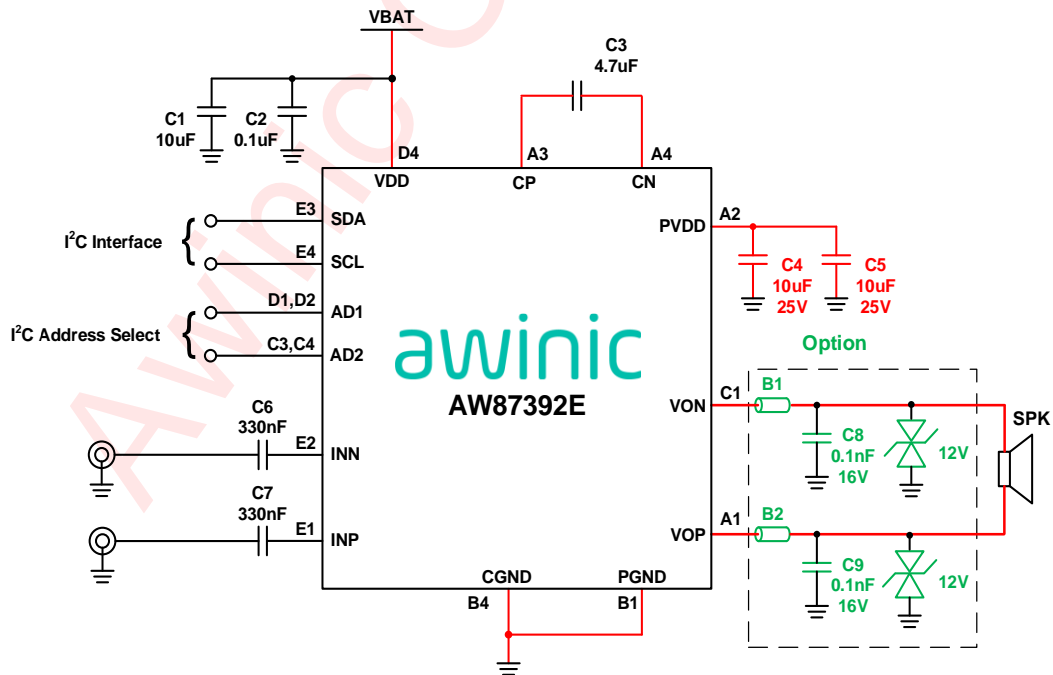 VBAT
C1
10uF
C2
0.1uF
D4
VDD
C3
4.7uF
A3
CP
A4
CN
I²C Interface
{
E3
SDA
E4
SCL
I²C Address Select
{
D1,D2
AD1
C3,C4
AD2
C6
330nF
E2
INN
C7
330nF
E1
INP
awinic
AW87392E
PVDD
A2
C4
10uF
25V
C5
10uF
25V
Option
VON
C1
B1
C8
0.1nF
16V
12V
SPK
VOP
A1
B2
C9
0.1nF
16V
12V
CGND
B4
PGND
B1
Awinic C